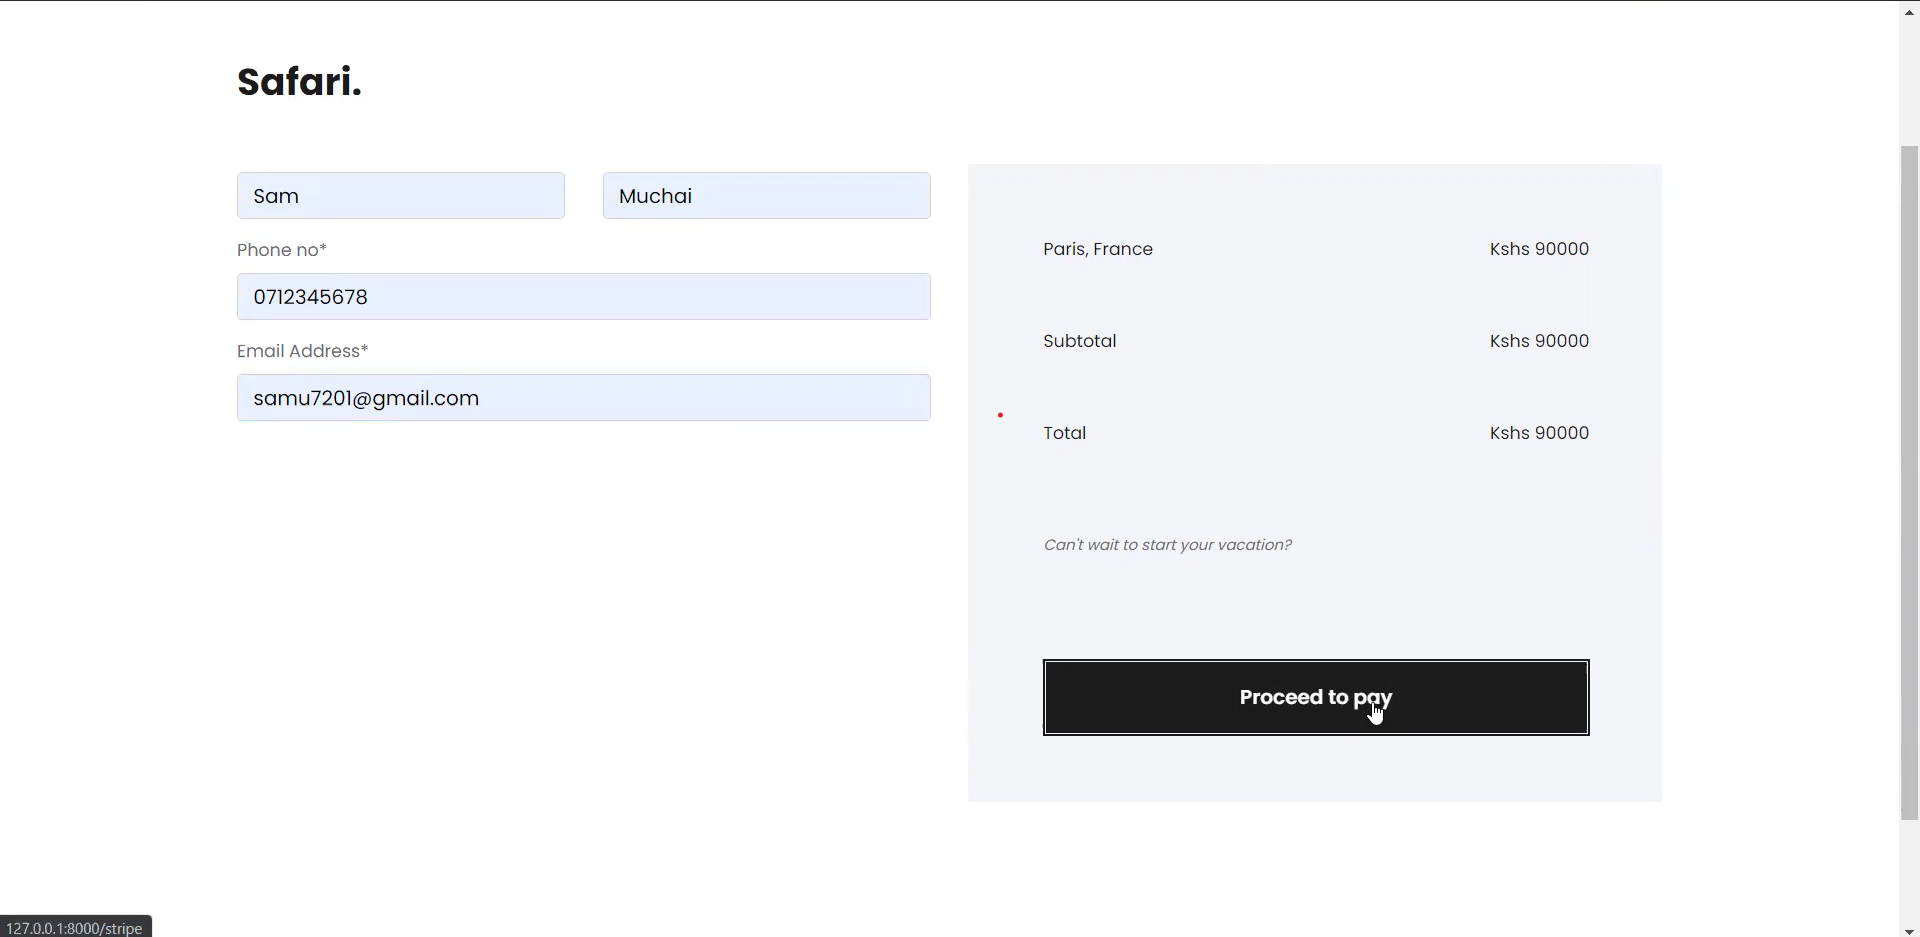 Safari.
Sam
Muchai
Phone no*
0712345678
Email Address*
samu7201@gmail.com
Paris, France Kshs 90000
Subtotal Kshs 90000
Total Kshs 90000
Can't wait to start your vacation?
Proceed to pay
127.0.0.1:8000/stripe